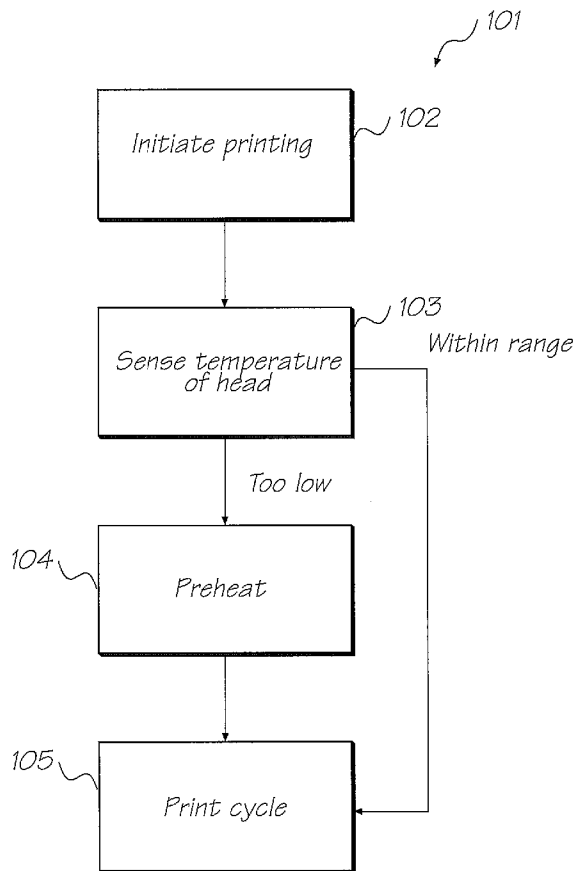 101
Initiate printing
102
103
Within range
Sense temperature
of head
Too low
104
Preheat
105
Print cycle